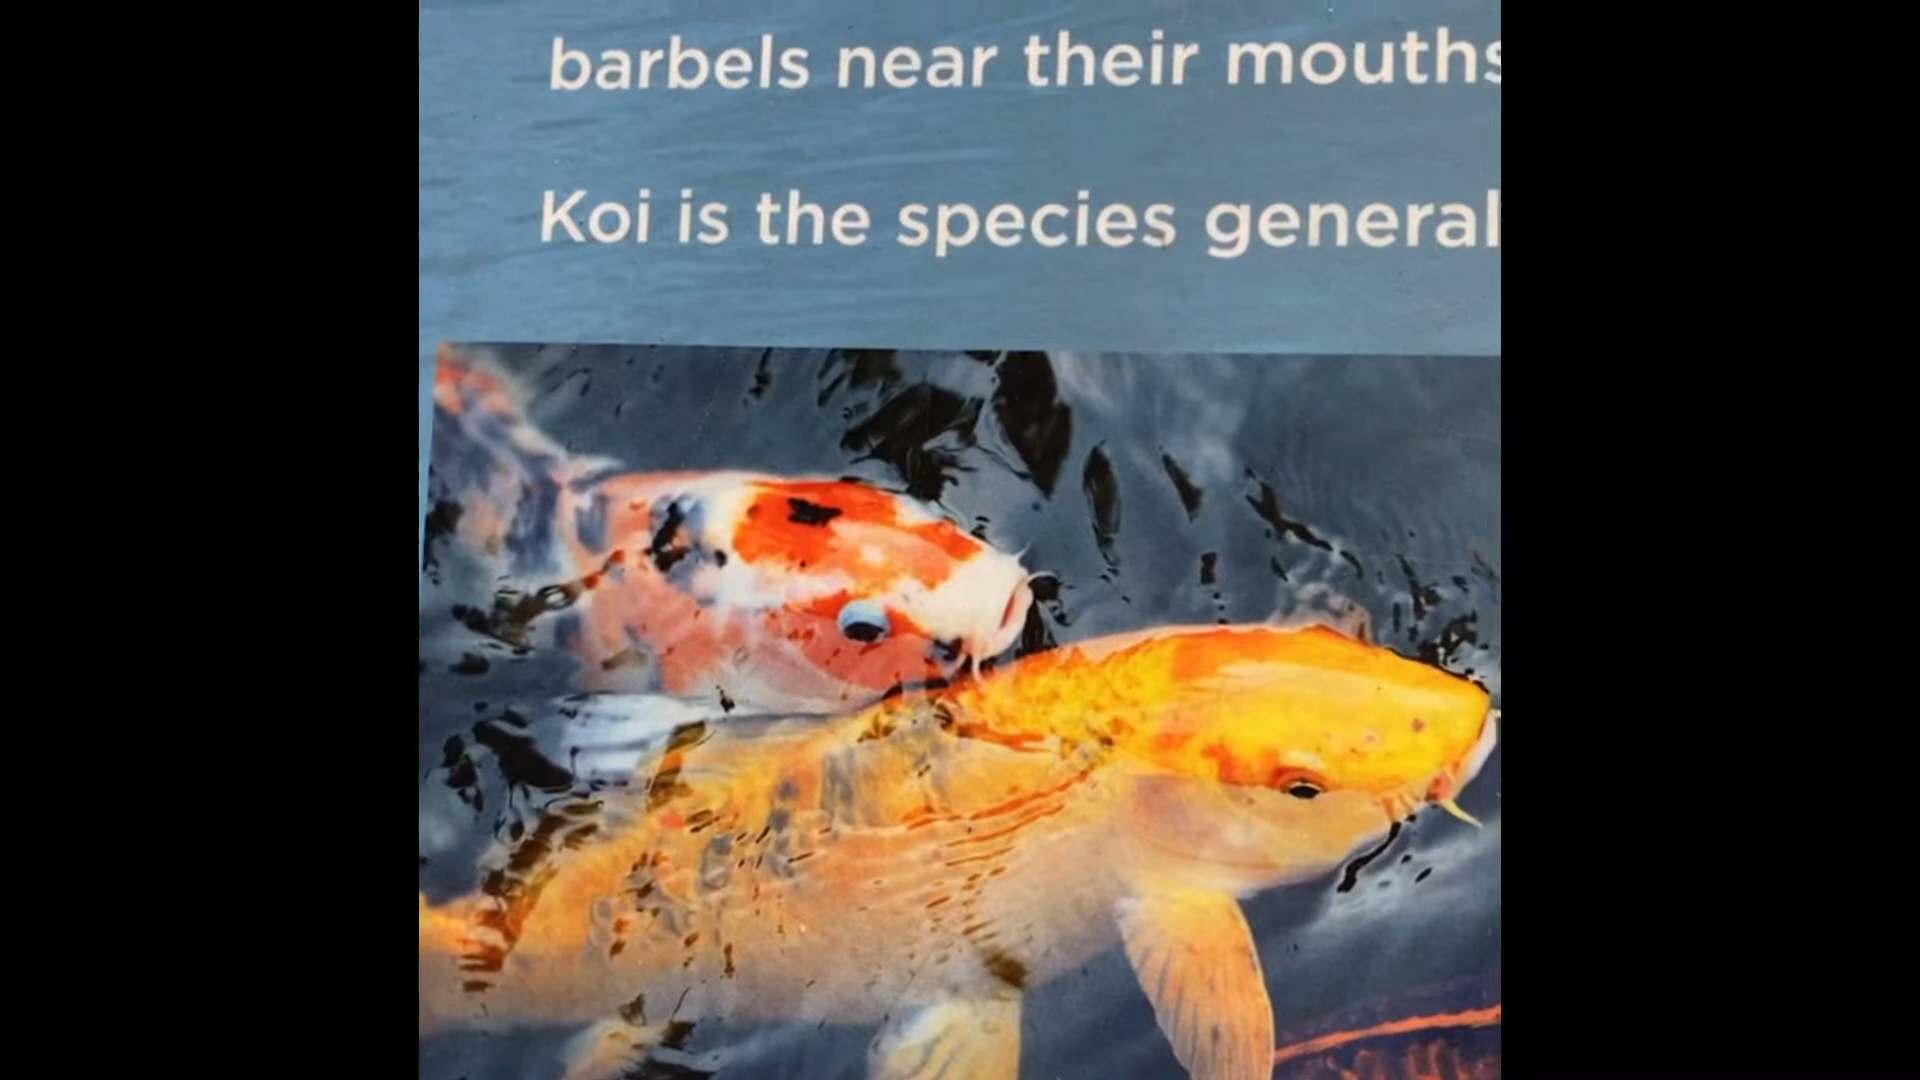 barbels near their mouths
Koi is the species general